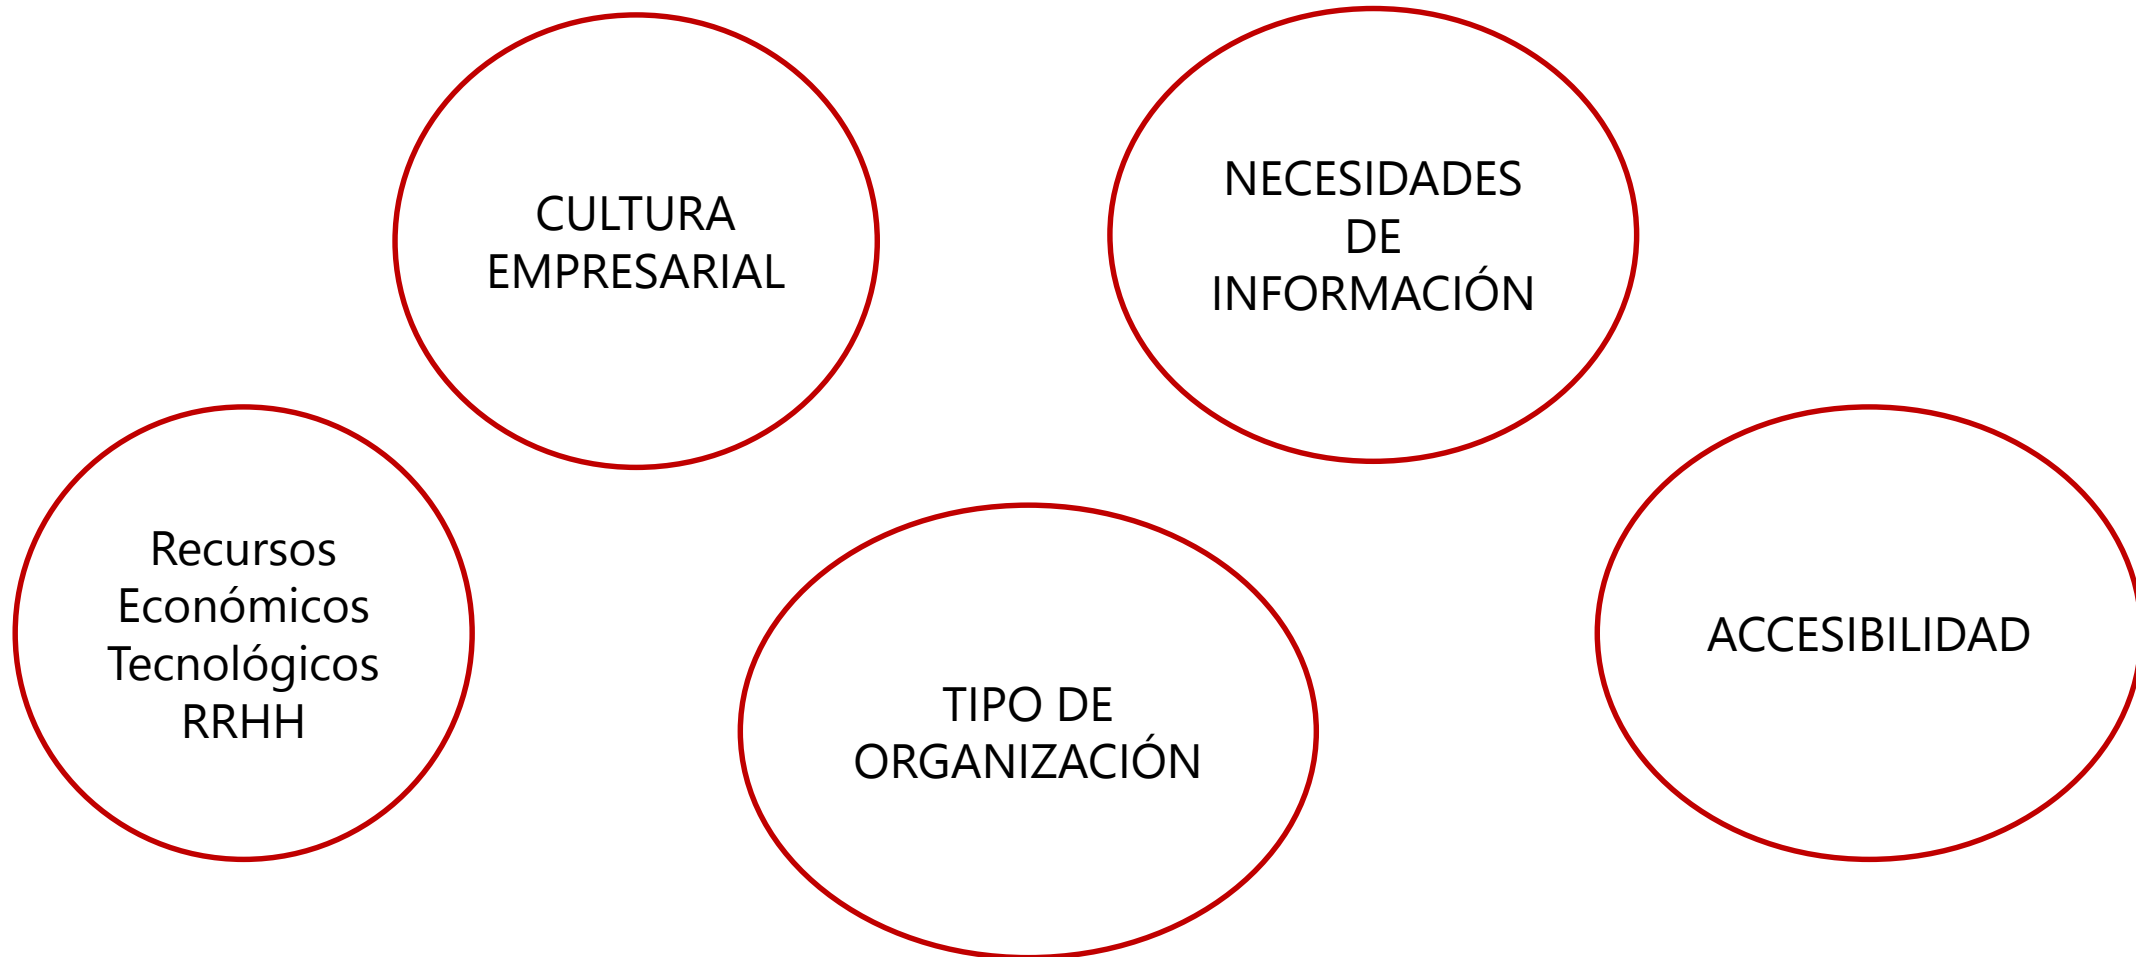 CULTURA
EMPRESARIAL
NECESIDADES
DE
INFORMACIÓN
Recursos
Económicos
Tecnológicos
RRHH
TIPO DE
ORGANIZACIÓN
ACCESIBILIDAD